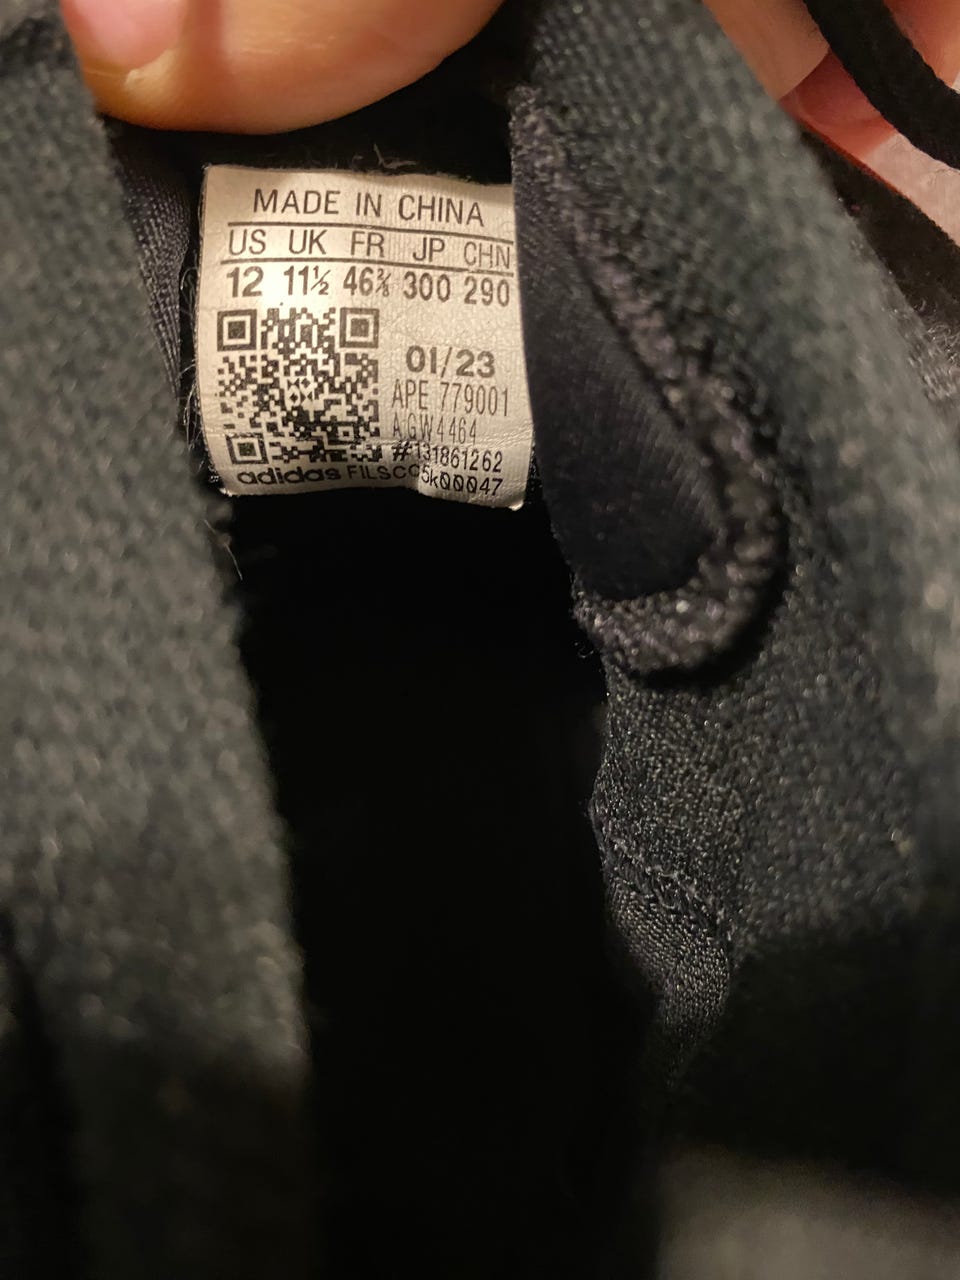 MADE IN CHINA
US UK FR JP CHN
12 11½ 46⅔ 300 290
01/23
APE 779001
A GW4464
#131861262
adidas